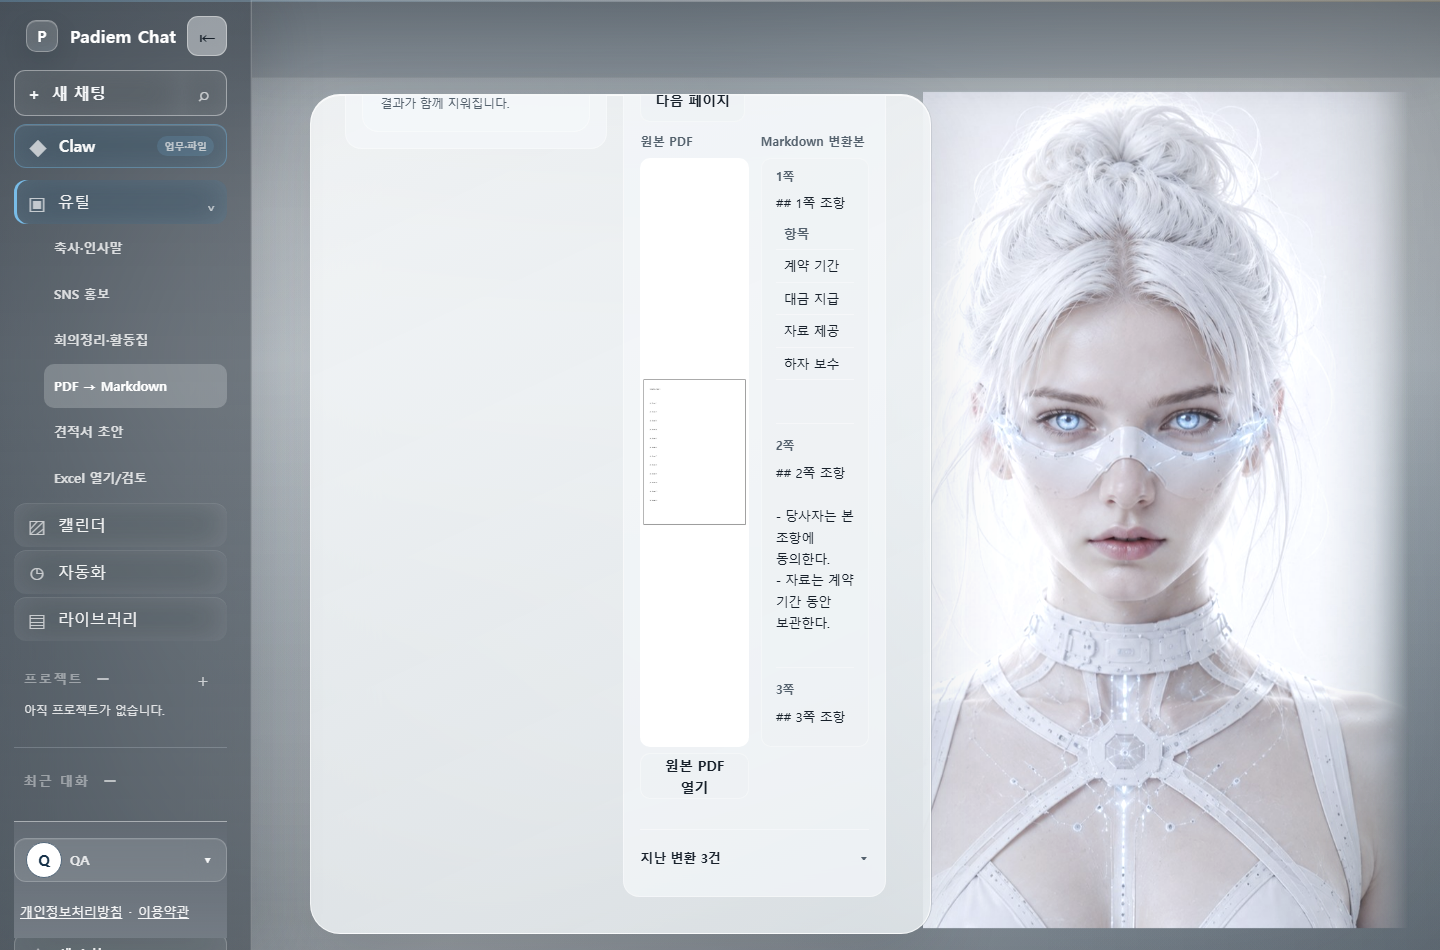 P Padiem Chat
+ 새 채팅
Claw 업무·파일
유틸
축사·인사말
SNS 홍보
회의정리·활동집
PDF → Markdown
견적서 초안
Excel 열기/검토
캘린더
자동화
라이브러리
프로젝트
아직 프로젝트가 없습니다.
최근 대화
Q QA
개인정보처리방침 · 이용약관
결과가 함께 지워집니다.
다음 페이지
원본 PDF
원본 PDF
열기
Markdown 변환본
1쪽
## 1쪽 조항
항목
계약 기간
대금 지급
자료 제공
하자 보수
2쪽
## 2쪽 조항
- 당사자는 본
조항에
동의한다.
- 자료는 계약
기간 동안
보관한다.
3쪽
## 3쪽 조항
지난 변환 3건